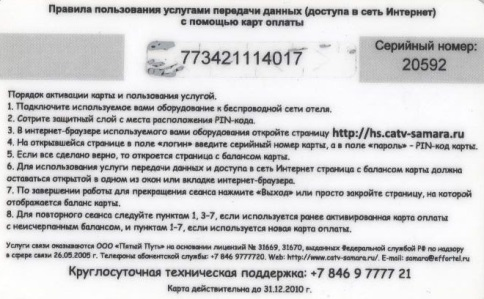 Правила пользования услугами передачи данных (доступа в сеть Интернет)
с помощью карт оплаты
773421114017
Серийный номер:
20592
Порядок активации карты и пользования услугой.
1. Подключите используемое вами оборудование к беспроводной сети отеля.
2. Сотрите защитный слой с места расположения PIN-кода.
3. В интернет-браузере используемого вами оборудования откройте страницу http://hs.catv-samara.ru
4. На открывшейся странице в поле «логин» введите серийный номер карты, а в поле «пароль» - PIN-код карты.
5. Если все сделано верно, то откроется страница с балансом карты.
6. Для использования услуги передачи данных и доступа в сеть Интернет страница с балансом карты должна
оставаться открытой в одном из окон или вкладке интернет-браузера.
7. По завершении работы для прекращения сеанса нажмите «Выход» или просто закройте страницу, на которой
отображается баланс карты.
8. Для повторного сеанса следуйте пунктам 1, 3-7, если используется ранее активированная карта оплаты
с неисчерпанным балансом, и пунктам 1-7, если используется новая карта оплаты.
Услуги связи оказываются ООО «Пятый Путь» на основании лицензий № 31669, 31670, выданных Федеральной службой РФ по надзору
в сфере связи 26.05.2005 г. Телефоны абонентской службы: +7 846 9777720. Web: http://www.catv-samara.ru/. E-mail: samara@effortel.ru
Круглосуточная техническая поддержка: +7 846 9 7777 21
Карта действительна до 31.12.2010 г.